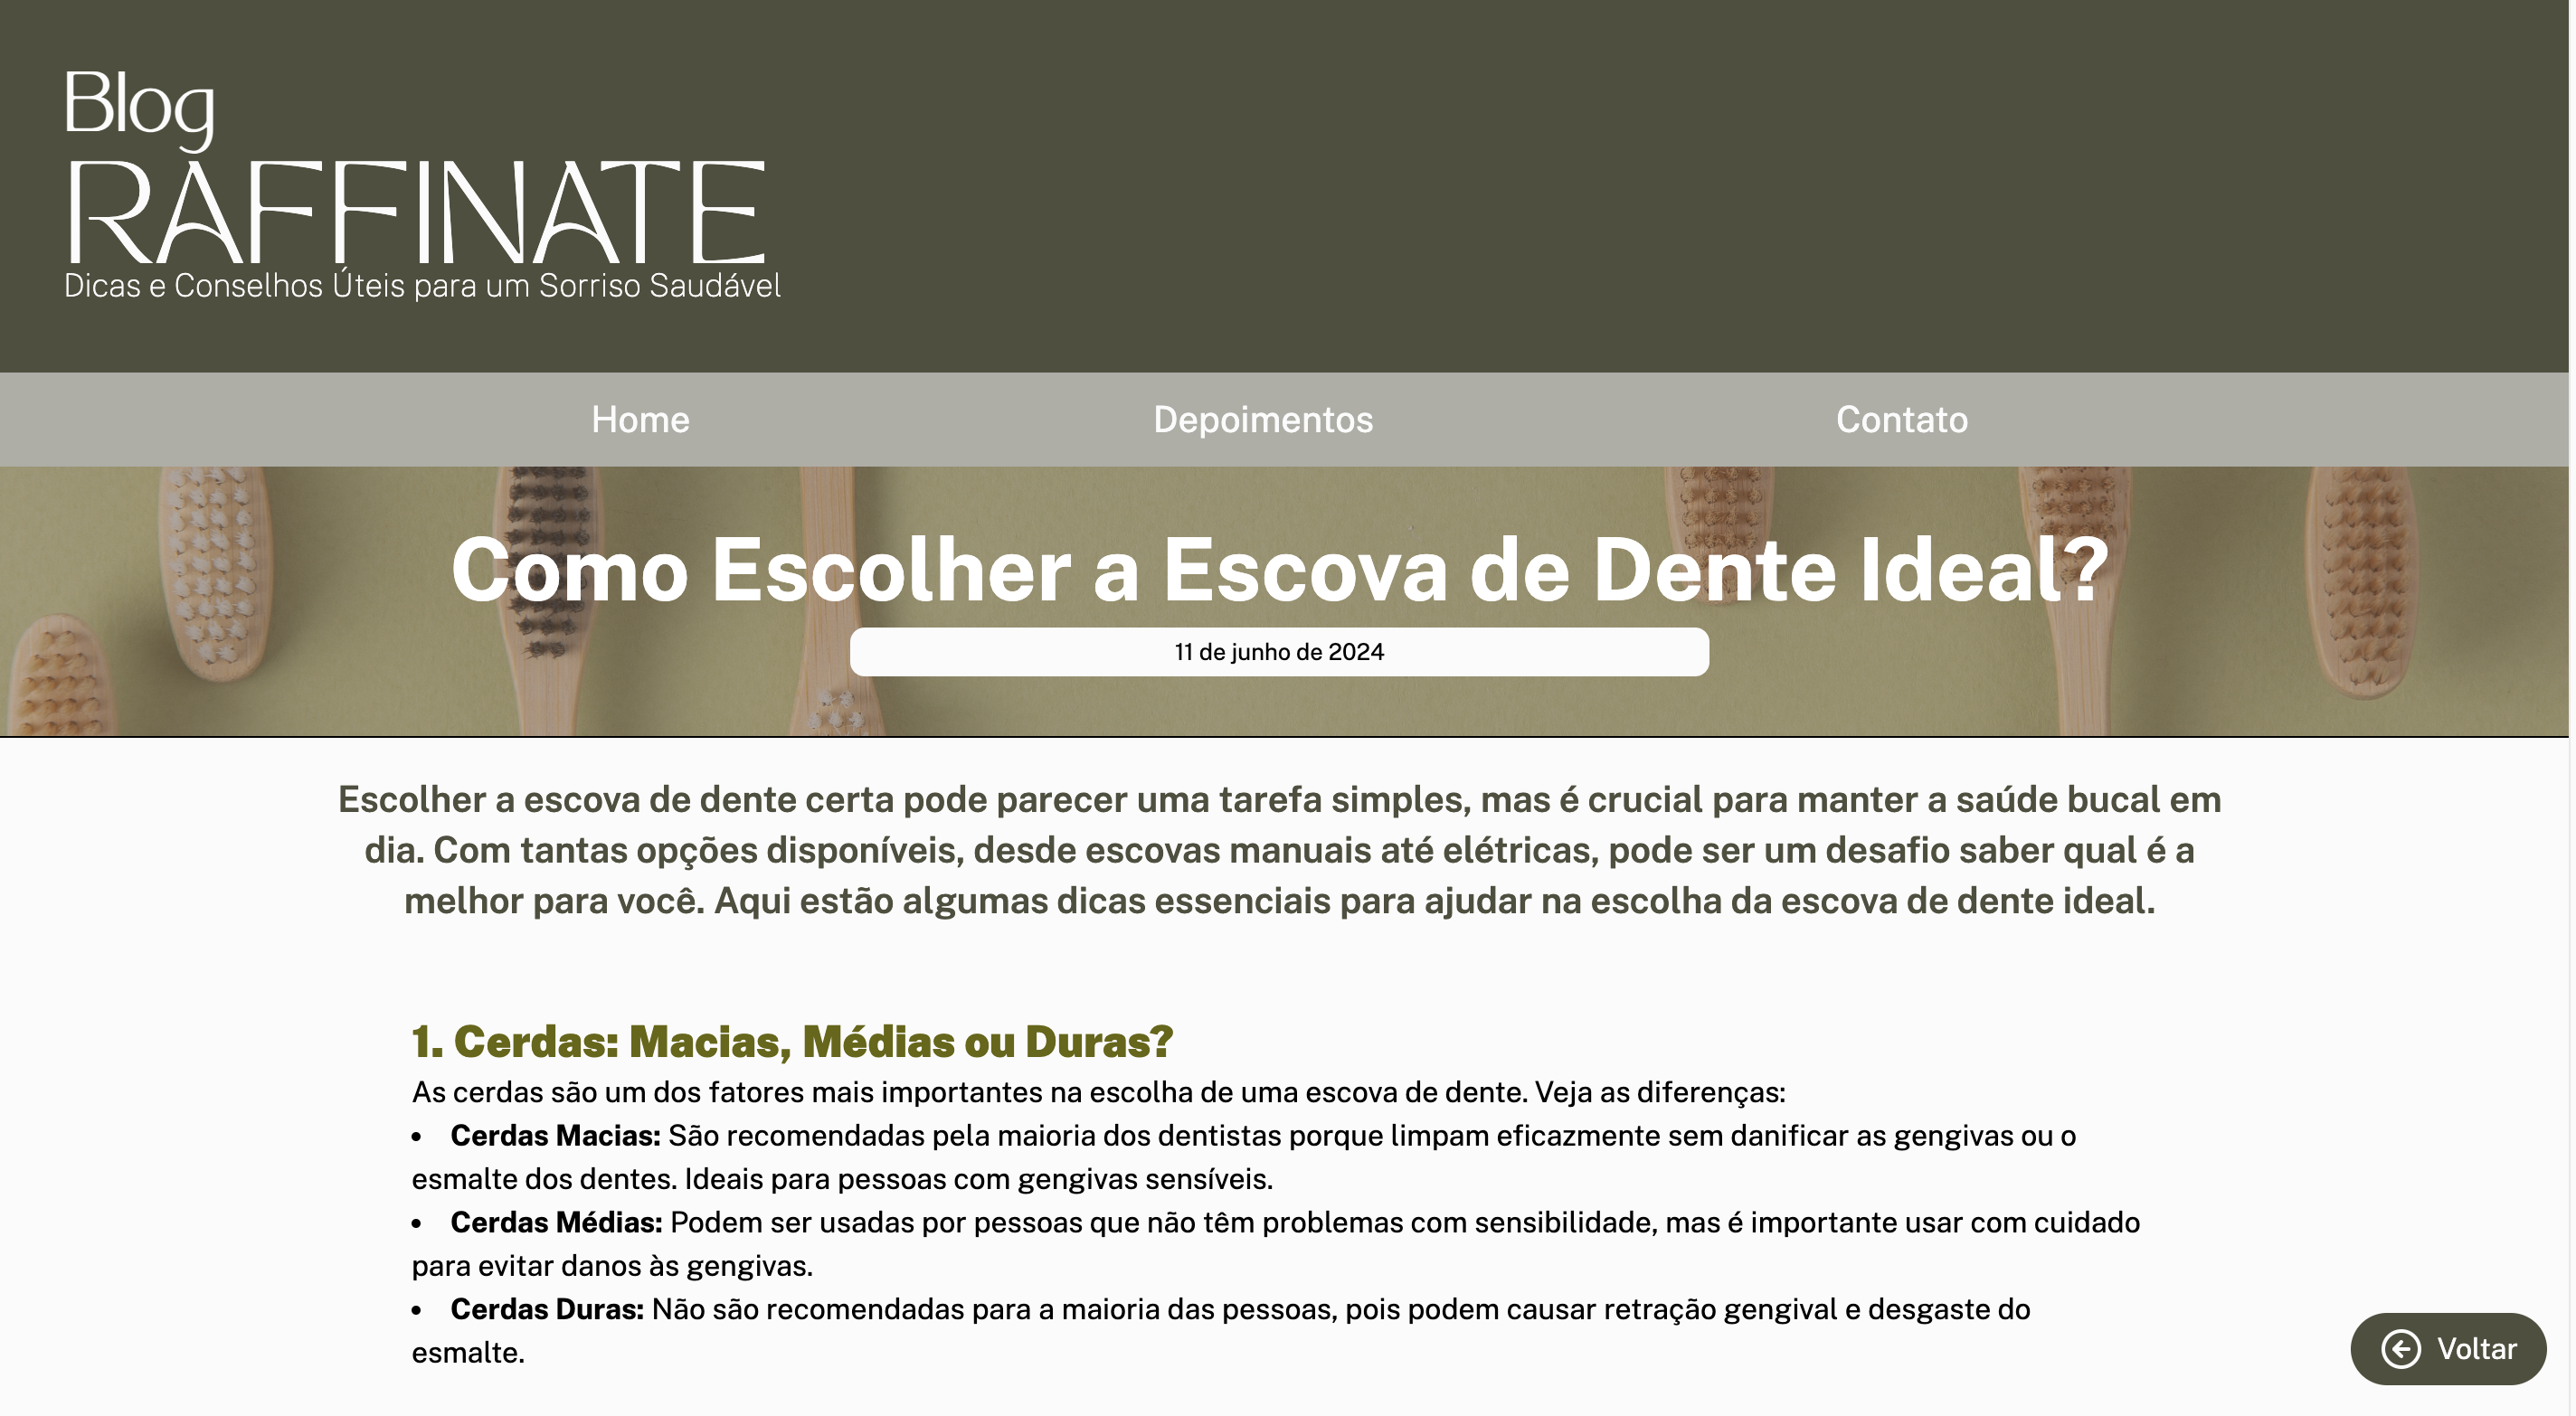 Blog
RAFFINATE
Dicas e Conselhos Úteis para um Sorriso Saudável
Home Depoimentos Contato
Como Escolher a Escova de Dente Ideal?
11 de junho de 2024
Escolher a escova de dente certa pode parecer uma tarefa simples, mas é crucial para manter a saúde bucal em
dia. Com tantas opções disponíveis, desde escovas manuais até elétricas, pode ser um desafio saber qual é a
melhor para você. Aqui estão algumas dicas essenciais para ajudar na escolha da escova de dente ideal.
1. Cerdas: Macias, Médias ou Duras?
As cerdas são um dos fatores mais importantes na escolha de uma escova de dente. Veja as diferenças:
• Cerdas Macias: São recomendadas pela maioria dos dentistas porque limpam eficazmente sem danificar as gengivas ou o
esmalte dos dentes. Ideais para pessoas com gengivas sensíveis.
• Cerdas Médias: Podem ser usadas por pessoas que não têm problemas com sensibilidade, mas é importante usar com cuidado
para evitar danos às gengivas.
• Cerdas Duras: Não são recomendadas para a maioria das pessoas, pois podem causar retração gengival e desgaste do
esmalte.
Voltar